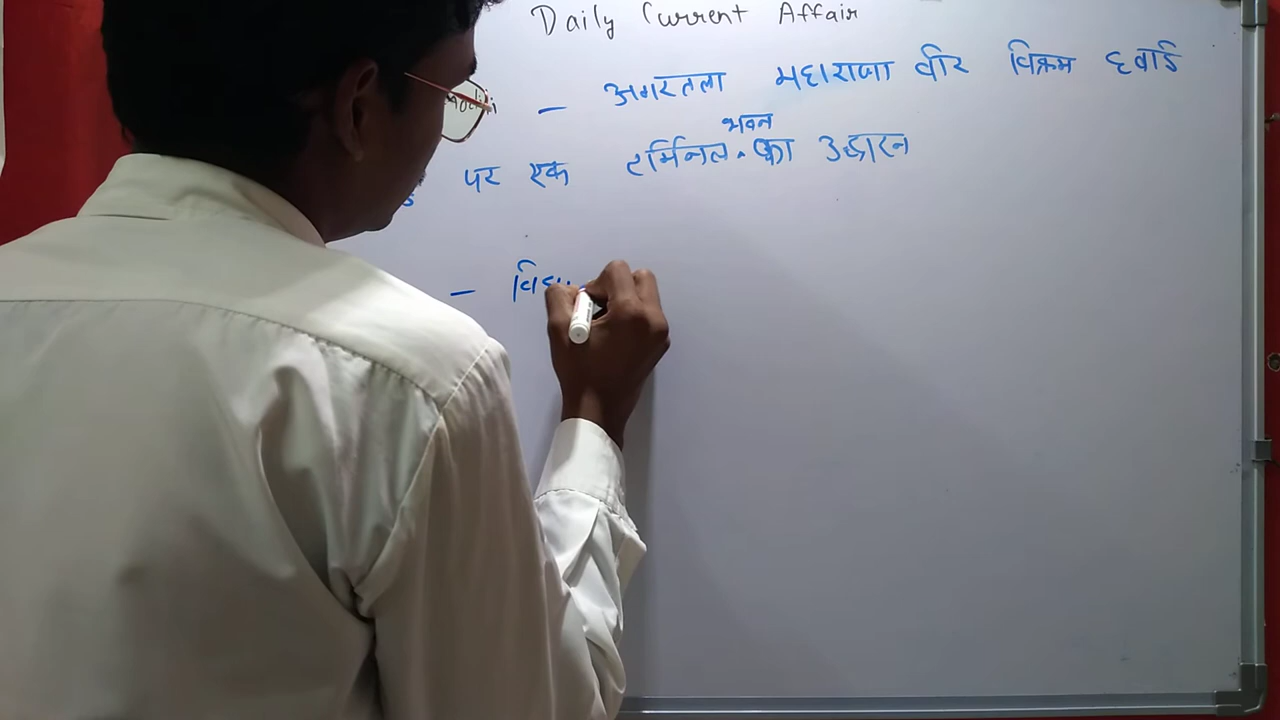 Daily Current Affair
– अगरतला महाराजा वीर विक्रम हवाई
भवन
पर एक टर्मिनल का उद्घाटन
–